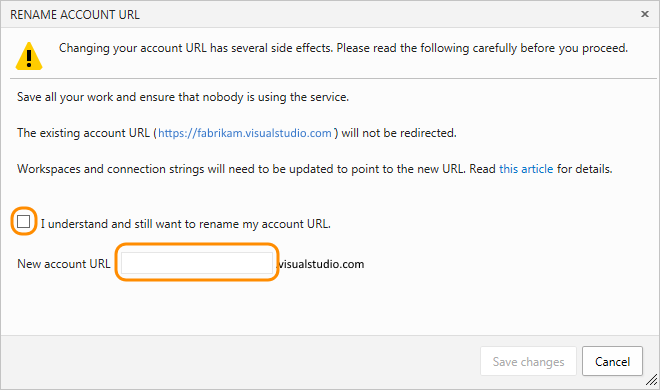 RENAME ACCOUNT URL
Changing your account URL has several side effects. Please read the following carefully before you proceed.
Save all your work and ensure that nobody is using the service.
The existing account URL (https://fabrikam.visualstudio.com ) will not be redirected.
Workspaces and connection strings will need to be updated to point to the new URL. Read this article for details.
I understand and still want to rename my account URL.
New account URL .visualstudio.com
Save changes Cancel